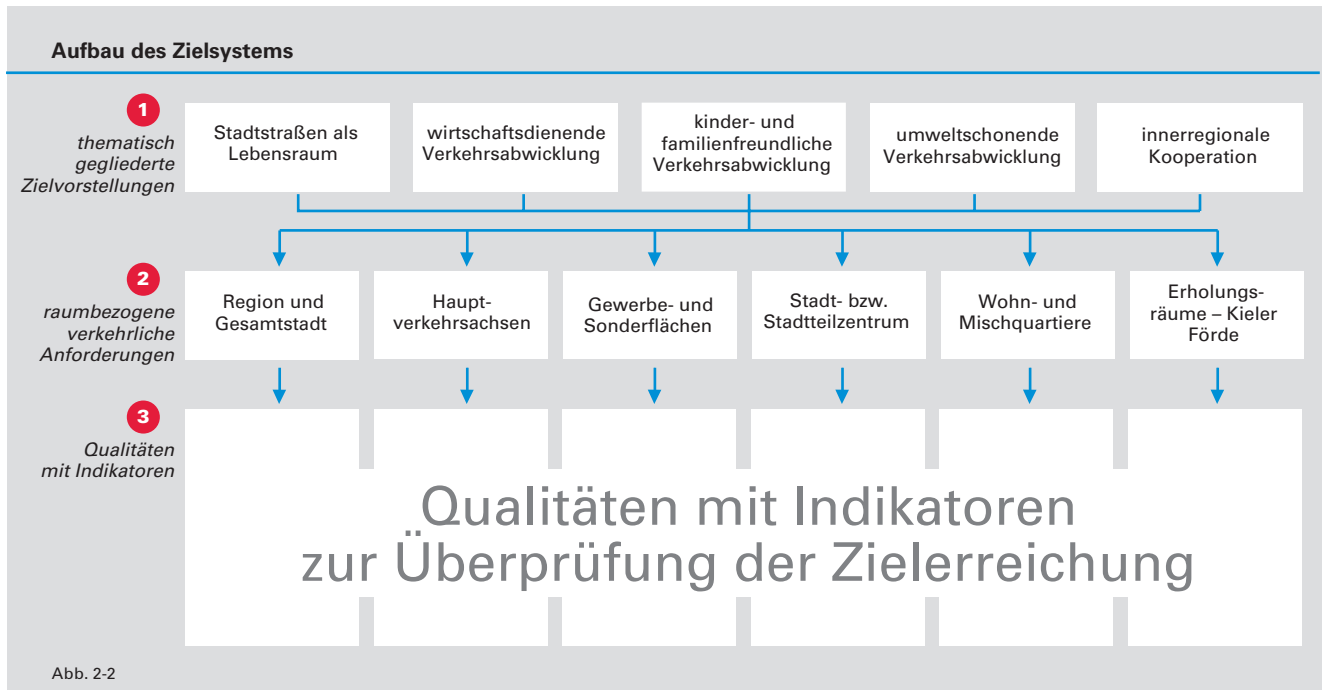 Aufbau des Zielsystems
1
thematisch
gegliederte
Zielvorstellungen
Stadtstraßen als
Lebensraum
wirtschaftsdienende
Verkehrsabwicklung
kinder- und
familienfreundliche
Verkehrsabwicklung
umweltschonende
Verkehrsabwicklung
innerregionale
Kooperation
2
raumbezogene
verkehrliche
Anforderungen
Region und
Gesamtstadt
Haupt-
verkehrsachsen
Gewerbe- und
Sonderflächen
Stadt- bzw.
Stadtteilzentrum
Wohn- und
Mischquartiere
Erholungs-
räume – Kieler
Förde
3
Qualitäten
mit Indikatoren
Qualitäten mit Indikatoren
zur Überprüfung der Zielerreichung
Abb. 2-2